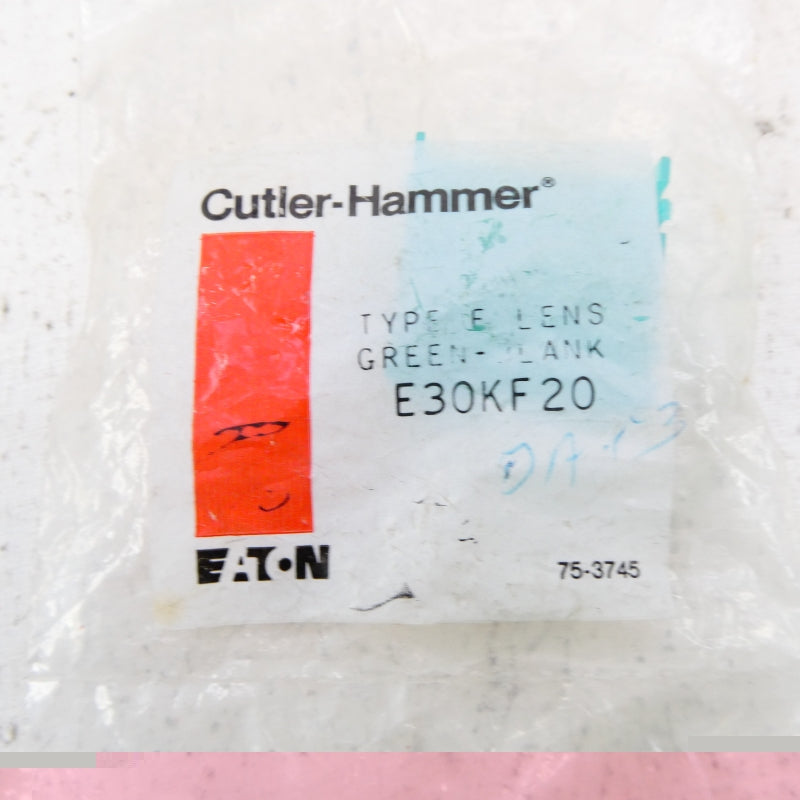 Cutler-Hammer®
TYPE E LENS
GREEN-BLANK
E30KF20
EATON
75-3745